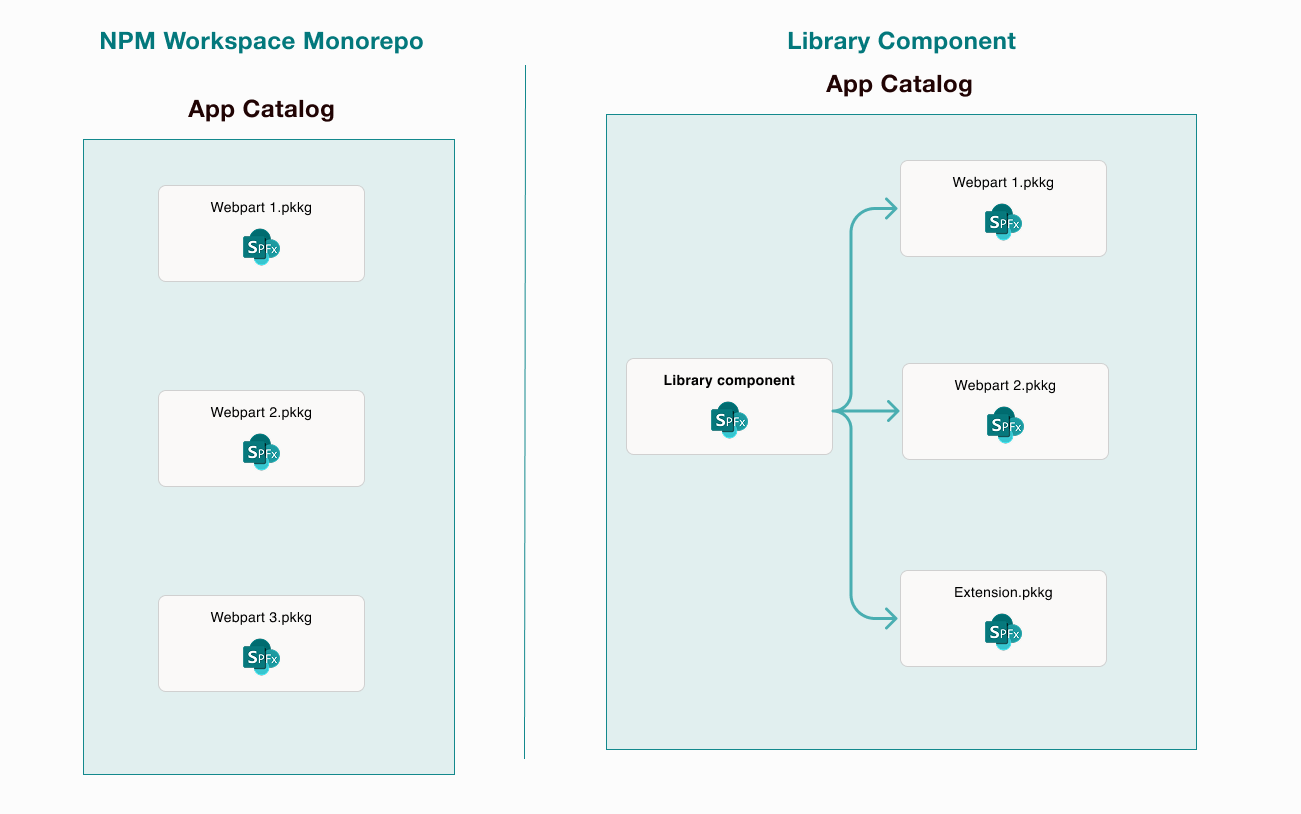 NPM Workspace Monorepo
App Catalog
Webpart 1.pkkg
SPFx
Webpart 2.pkkg
SPFx
Webpart 3.pkkg
SPFx
Library Component
App Catalog
Library component
SPFx
Webpart 1.pkkg
SPFx
Webpart 2.pkkg
SPFx
Extension.pkkg
SPFx